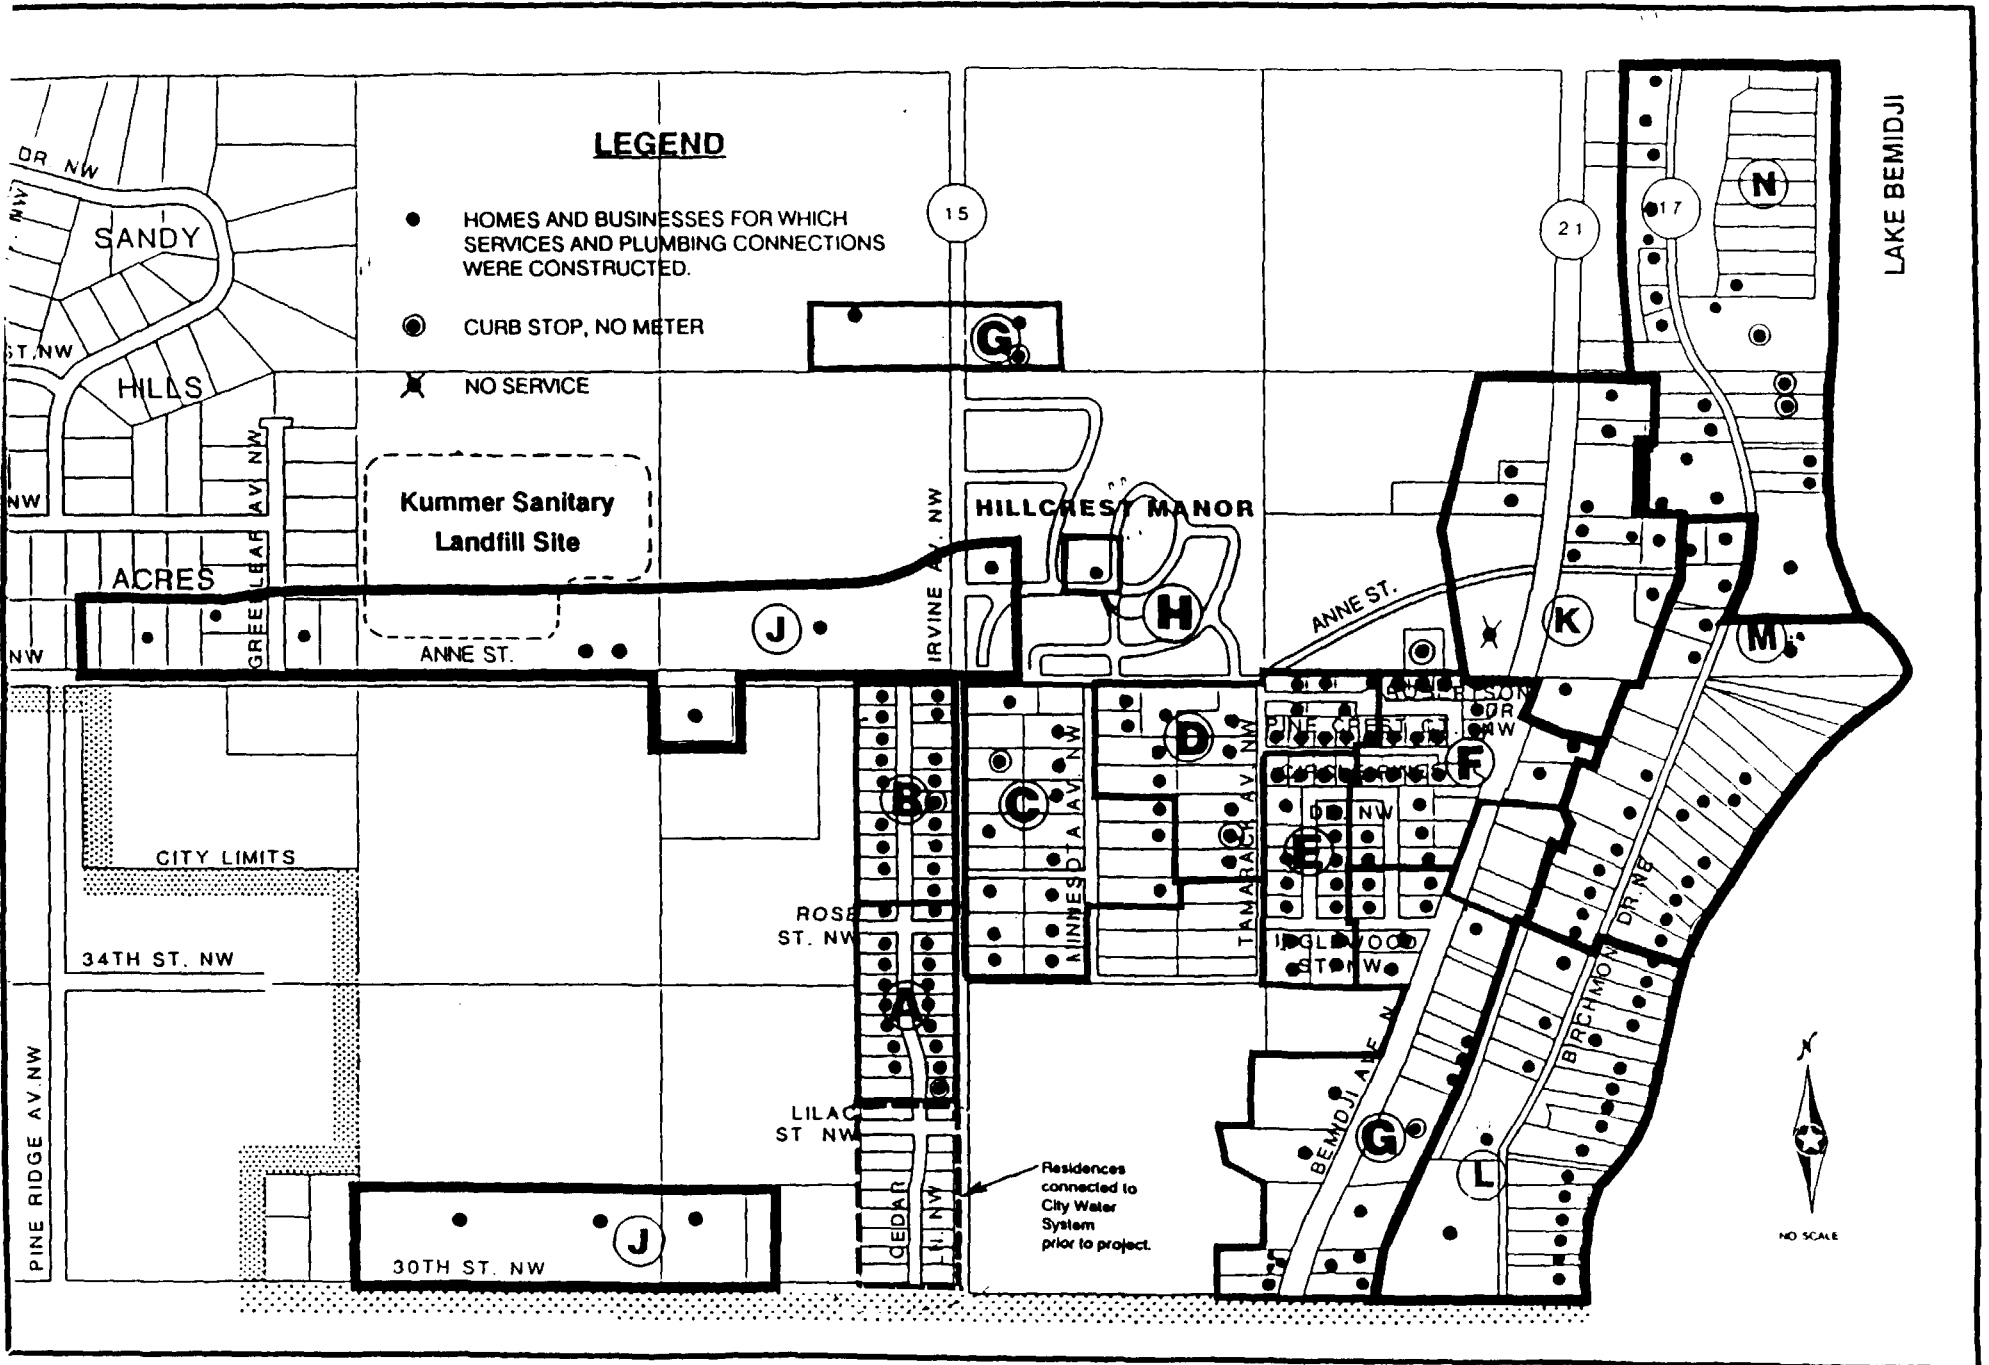 LEGEND
HOMES AND BUSINESSES FOR WHICH
SERVICES AND PLUMBING CONNECTIONS
WERE CONSTRUCTED.
CURB STOP, NO METER
NO SERVICE
DR. NW
NW
SANDY
ST. NW
HILLS
NW
ACRES
NW
GREENLEAF AV. NW
Kummer Sanitary
Landfill Site
ANNE ST.
J
15
G
IRVINE AV. NW
HILLCREST MANOR
H
ANNE ST.
21
17
N
LAKE BEMIDJI
K
M
ROBERTSON
DR
NW
PINE CREST CT.
F
DR. NW
E
D
TAMARACK AV. NW
MINNESOTA AV. NW
C
B
A
INGLEWOOD
ST. NW
CITY LIMITS
ROSE
ST. NW
34TH ST. NW
LILAC
ST NW
PINE RIDGE AV. NW
J
30TH ST. NW
CEDAR
LN. NW
Residences
connected to
City Water
System
prior to project.
BEMIDJI AVE N
G
L
BIRCHMONT DR. NE
N
NO SCALE